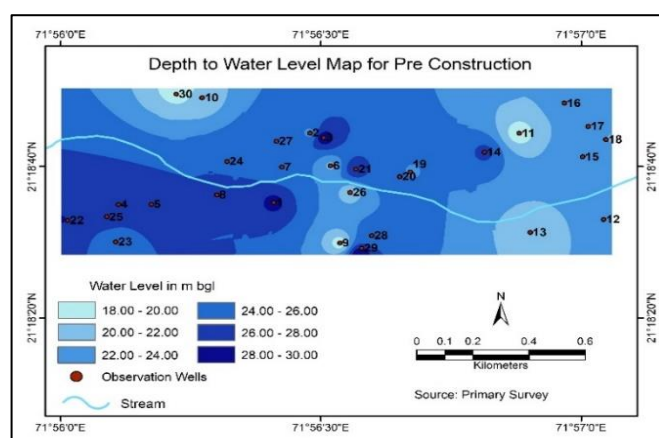 71°56'0"E 71°56'30"E 71°57'0"E
Depth to Water Level Map for Pre Construction
30 10 16
2 11 17 18
27
21°18'40"N 21°18'40"N
24 7 6 21 20 19 14 15
8 26
22 25 4 5 12
23 9 28 13
29
21°18'20"N 21°18'20"N
Water Level in m bgl
18.00 - 20.00 24.00 - 26.00
20.00 - 22.00 26.00 - 28.00
22.00 - 24.00 28.00 - 30.00
Observation Wells
Stream
N
0 0.1 0.2 0.4 0.6
Kilometers
Source: Primary Survey
71°56'0"E 71°56'30"E 71°57'0"E